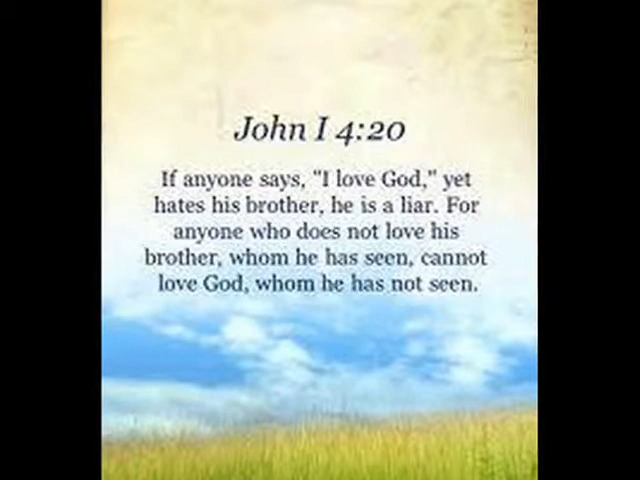 John I 4:20
If anyone says, "I love God," yet
hates his brother, he is a liar. For
anyone who does not love his
brother, whom he has seen, cannot
love God, whom he has not seen.